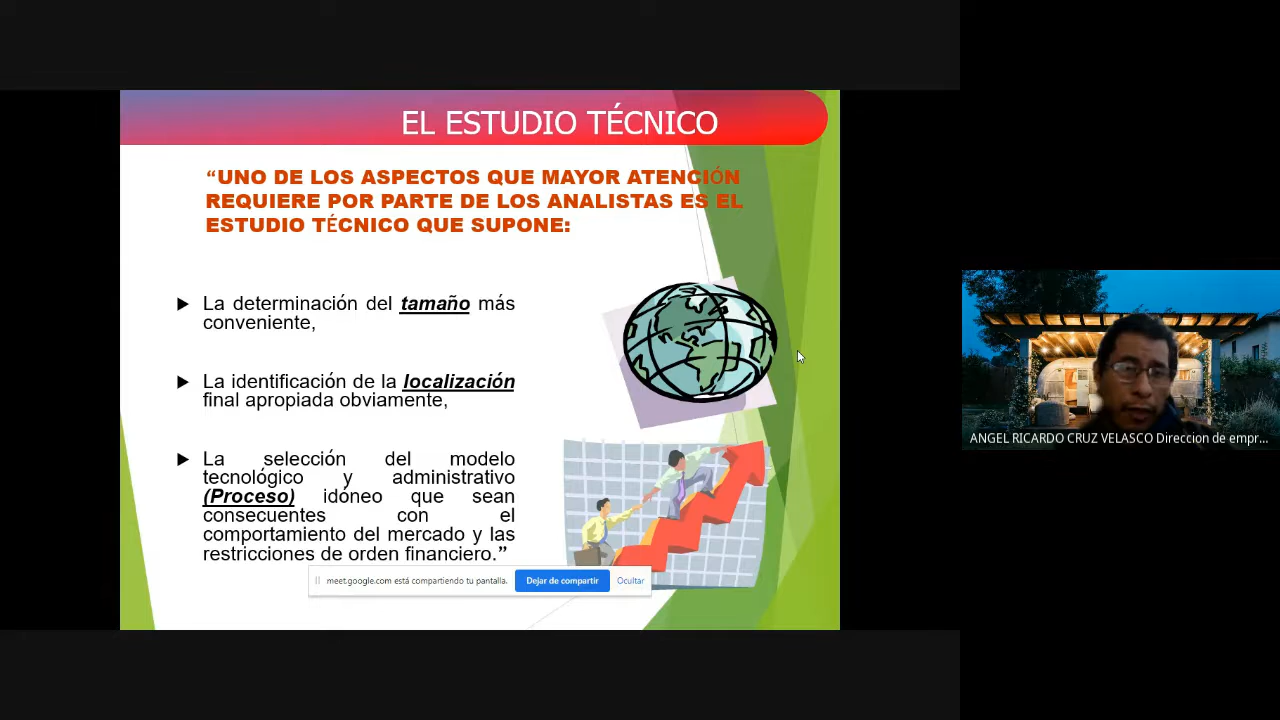 EL ESTUDIO TÉCNICO
“UNO DE LOS ASPECTOS QUE MAYOR ATENCIÓN
REQUIERE POR PARTE DE LOS ANALISTAS ES EL
ESTUDIO TÉCNICO QUE SUPONE:
La determinación del tamaño más
conveniente,
La identificación de la localización
final apropiada obviamente,
La selección del modelo
tecnológico y administrativo
(Proceso) idóneo que sean
consecuentes con el
comportamiento del mercado y las
restricciones de orden financiero.”
meet.google.com está compartiendo tu pantalla.
Dejar de compartir
Ocultar
ANGEL RICARDO CRUZ VELASCO Direccion de empr...